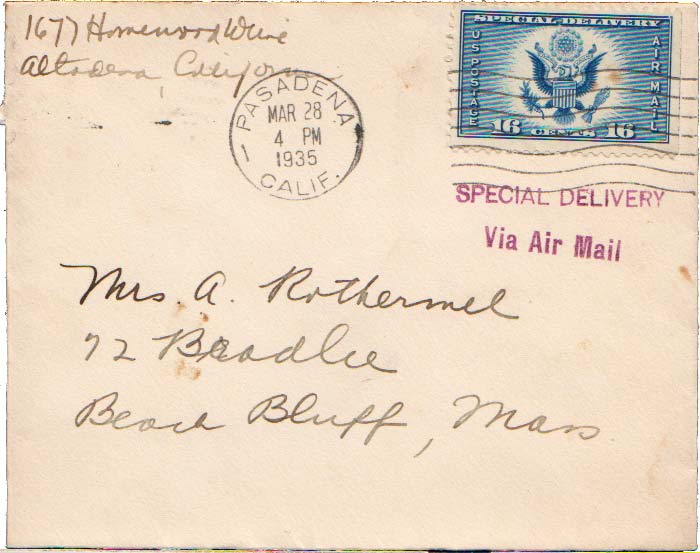 1677 Homewood Drive
Altadena, California
PASADENA
MAR 28
4 PM
1935
CALIF.
SPECIAL DELIVERY
U S POSTAGE
AIR MAIL
16 CENTS 16
SPECIAL DELIVERY
Via Air Mail
Mrs. A. Rothermel
72 Bradlee
Beach Bluff, Mass